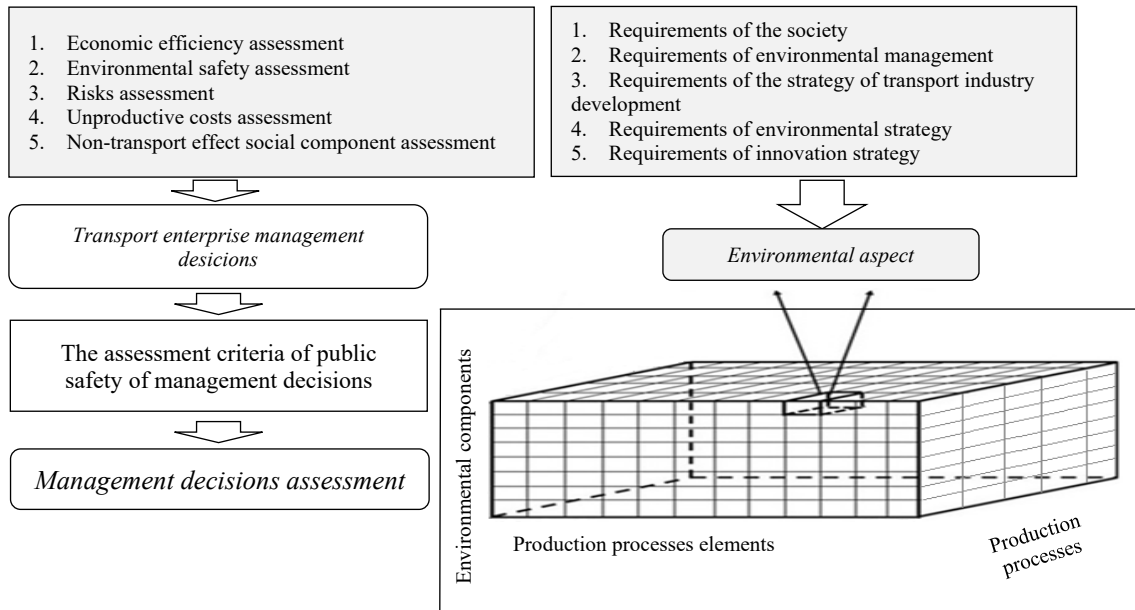 1. Economic efficiency assessment
2. Environmental safety assessment
3. Risks assessment
4. Unproductive costs assessment
5. Non-transport effect social component assessment
Transport enterprise management
desicions
The assessment criteria of public
safety of management decisions
Management decisions assessment
1. Requirements of the society
2. Requirements of environmental management
3. Requirements of the strategy of transport industry
development
4. Requirements of environmental strategy
5. Requirements of innovation strategy
Environmental aspect
Environmental components
Production processes elements
Production
processes